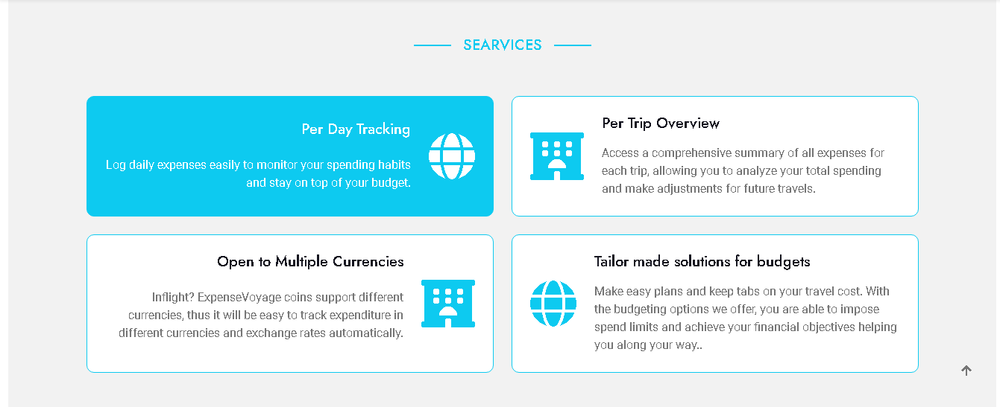 SEARVICES
Per Day Tracking
Log daily expenses easily to monitor your spending habits
and stay on top of your budget.
Per Trip Overview
Access a comprehensive summary of all expenses for
each trip, allowing you to analyze your total spending
and make adjustments for future travels.
Open to Multiple Currencies
Inflight? ExpenseVoyage coins support different
currencies, thus it will be easy to track expenditure in
different currencies and exchange rates automatically.
Tailor made solutions for budgets
Make easy plans and keep tabs on your travel cost. With
the budgeting options we offer, you are able to impose
spend limits and achieve your financial objectives helping
you along your way..